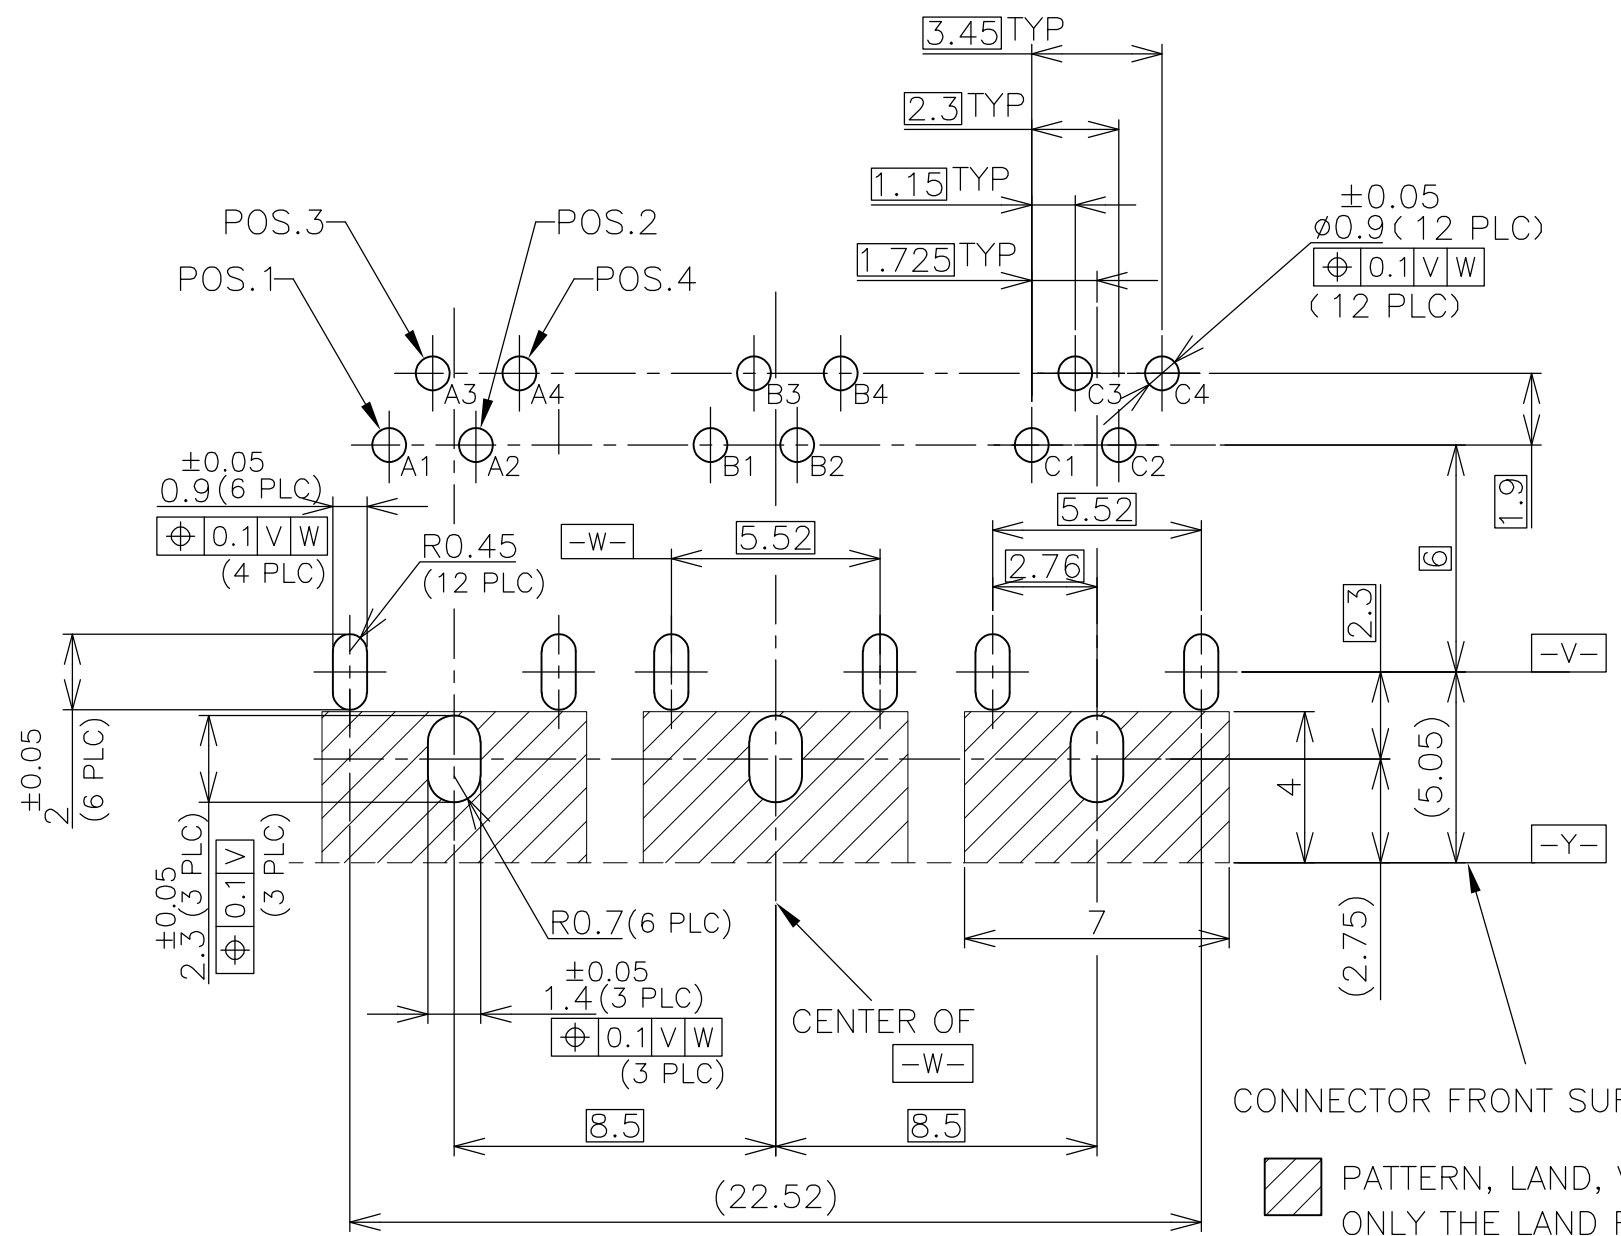 3.45 TYP
2.3 TYP
1.15 TYP
1.725 TYP
±0.05
⌀0.9(12 PLC)
⌖ 0.1 V W
(12 PLC)
POS.3
POS.2
POS.1
POS.4
A3
A4
B3
B4
C3
C4
A1
A2
B1
B2
C1
C2
1.9
±0.05
0.9(6 PLC)
⌖ 0.1 V W
(4 PLC)
R0.45
(12 PLC)
-W-
5.52
5.52
2.76
6
2.3
-V-
±0.05
2
(6 PLC)
4
(5.05)
-Y-
±0.05
2.3(3 PLC)
⌖ 0.1 V
(3 PLC)
R0.7(6 PLC)
7
(2.75)
±0.05
1.4(3 PLC)
⌖ 0.1 V W
(3 PLC)
CENTER OF
-W-
8.5
8.5
CONNECTOR FRONT
(22.52)
PATTERN, LAND,
ONLY THE LAND